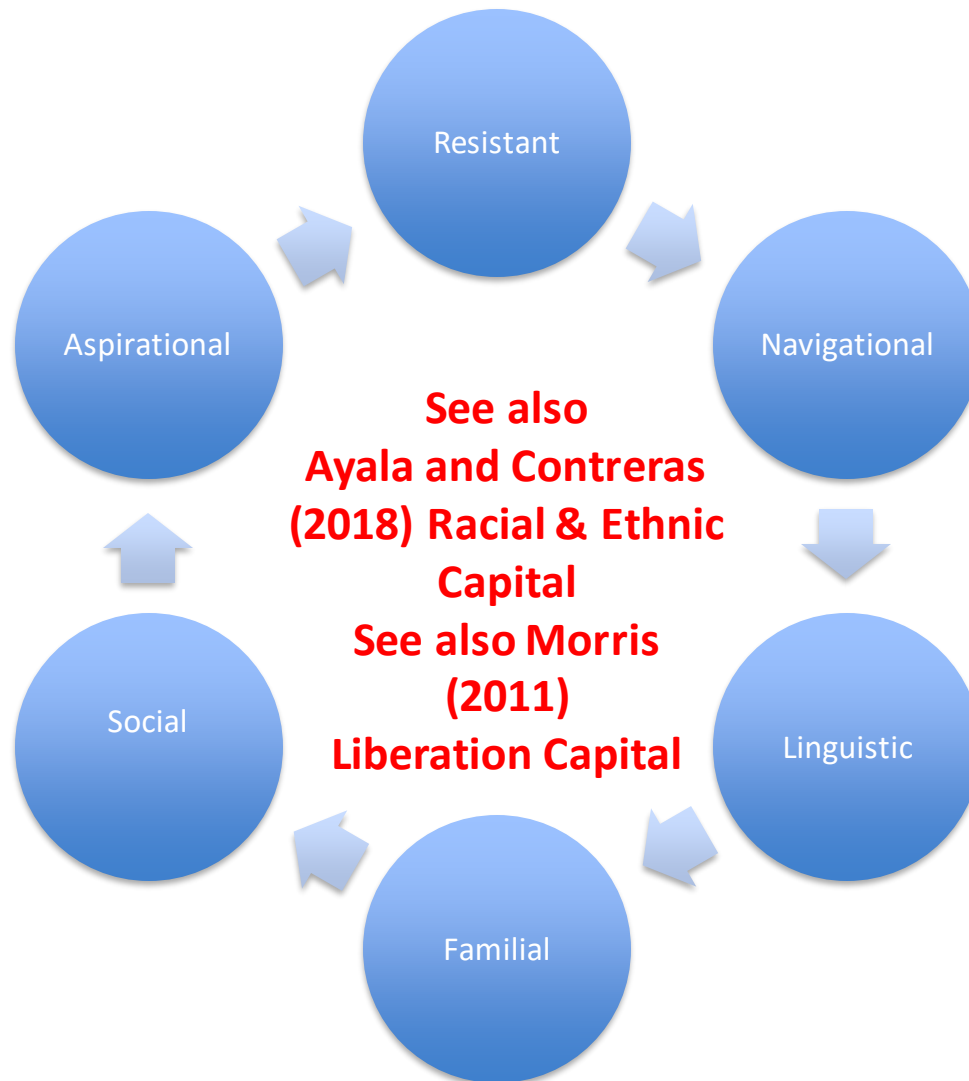 Resistant
Navigational
Linguistic
Familial
Social
Aspirational
See also
Ayala and Contreras
(2018) Racial & Ethnic
Capital
See also Morris
(2011)
Liberation Capital